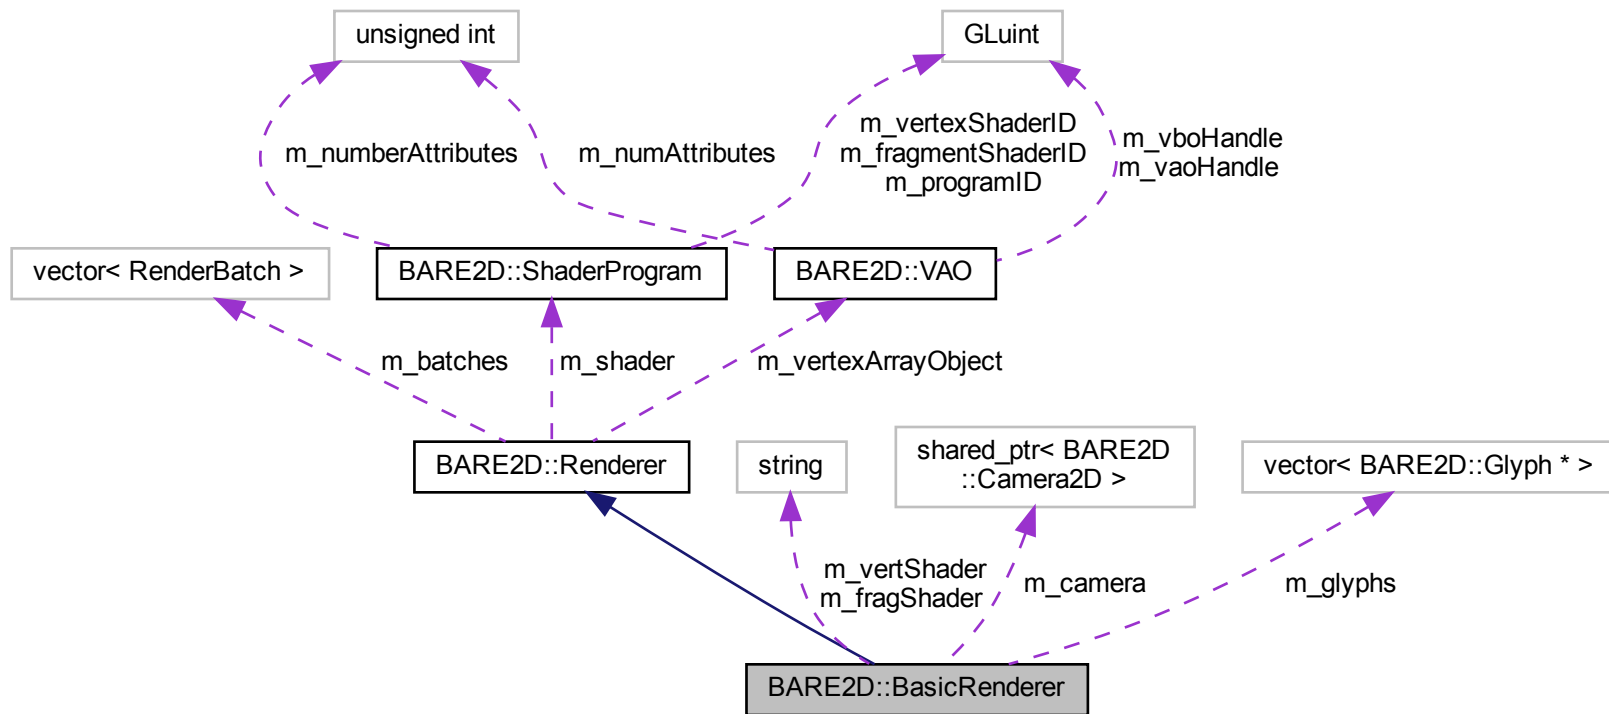 unsigned int
GLuint
m_numberAttributes
m_numAttributes
m_vertexShaderID
m_fragmentShaderID
m_programID
m_vboHandle
m_vaoHandle
vector< RenderBatch >
BARE2D::ShaderProgram
BARE2D::VAO
m_batches
m_shader
m_vertexArrayObject
BARE2D::Renderer
string
shared_ptr< BARE2D
::Camera2D >
vector< BARE2D::Glyph * >
m_vertShader
m_fragShader
m_camera
m_glyphs
BARE2D::BasicRenderer